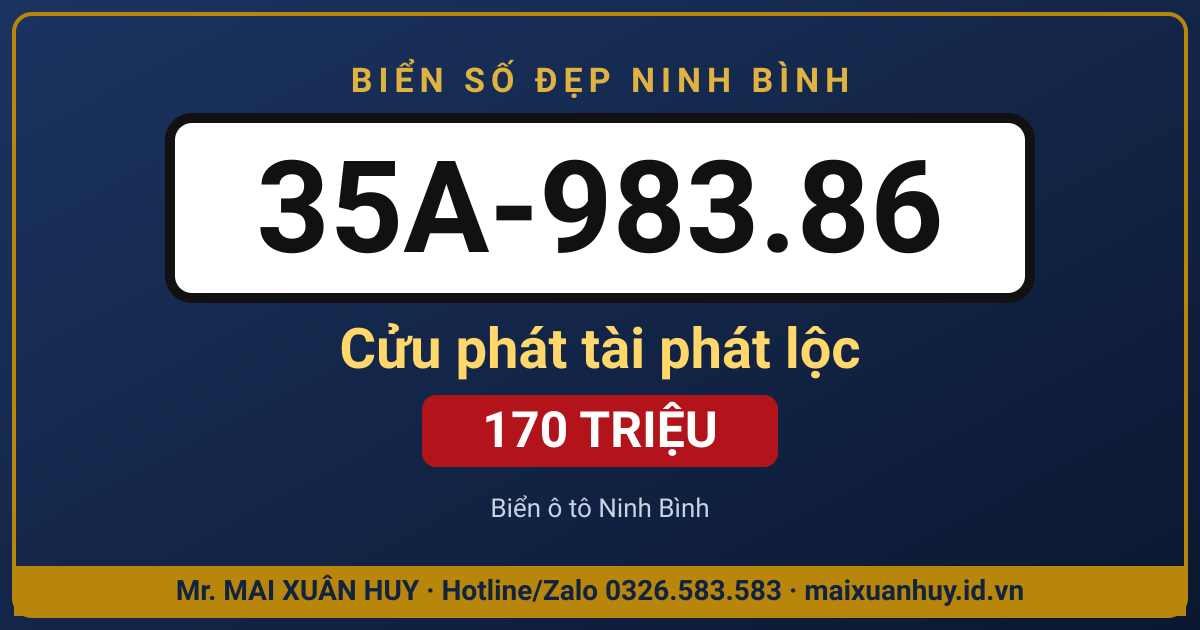 BIỂN SỐ ĐẸP NINH BÌNH
35A-983.86
Cửu phát tài phát lộc
170 TRIỆU
Biển ô tô Ninh Bình
Mr. MAI XUÂN HUY · Hotline/Zalo 0326.583.583 · maixuanhuy.id.vn